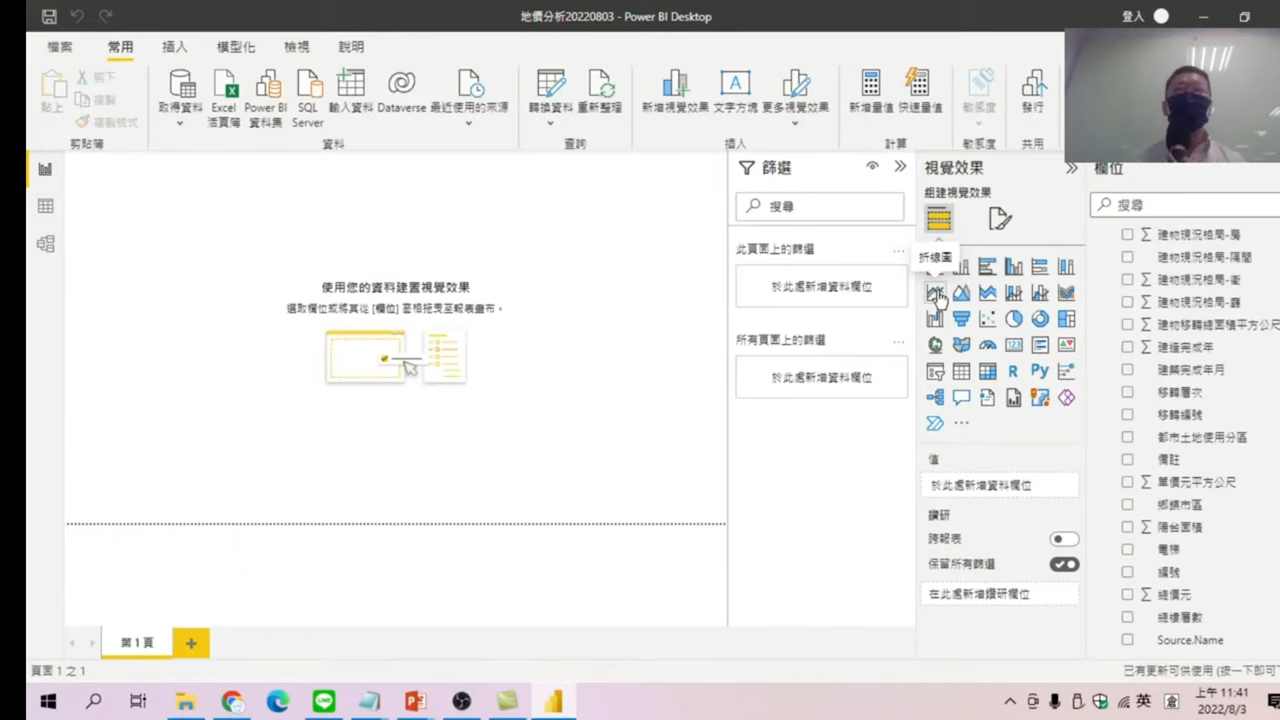 地價分析20220803 - Power BI Desktop
登入
檔案 常用 插入 模型化 檢視 說明
貼上
剪下
複製
複製格式
剪貼簿
取得資料
Excel
活頁簿
Power BI
資料集
SQL
Server
輸入資料
Dataverse
最近使用的來源
資料
轉換資料
重新整理
查詢
新增視覺效果
文字方塊
更多視覺效果
插入
新增量值
快速量值
計算
敏感度
敏感度
發行
共用
使用您的資料建置視覺效果
選取欄位或將其從 [欄位] 窗格拖曳至報表畫布。
篩選
搜尋
此頁面上的篩選
於此處新增資料欄位
所有頁面上的篩選
於此處新增資料欄位
視覺效果
組建視覺效果
折線圖
R
Py
123
值
於此處新增資料欄位
鑽研
跨報表
保留所有篩選
在此處新增鑽研欄位
欄位
搜尋
建物現況格局-房
建物現況格局-隔間
建物現況格局-衛
建物現況格局-廳
建物移轉總面積平方公尺
建造完成年
建築完成年月
移轉層次
移轉編號
都市土地使用分區
備註
單價元平方公尺
鄉鎮市區
陽台面積
電梯
編號
總價元
總樓層數
Source.Name
第 1 頁
頁面 1 之 1
已有更新可供使用 (按一下即可
英
倉
上午 11:41
2022/8/3